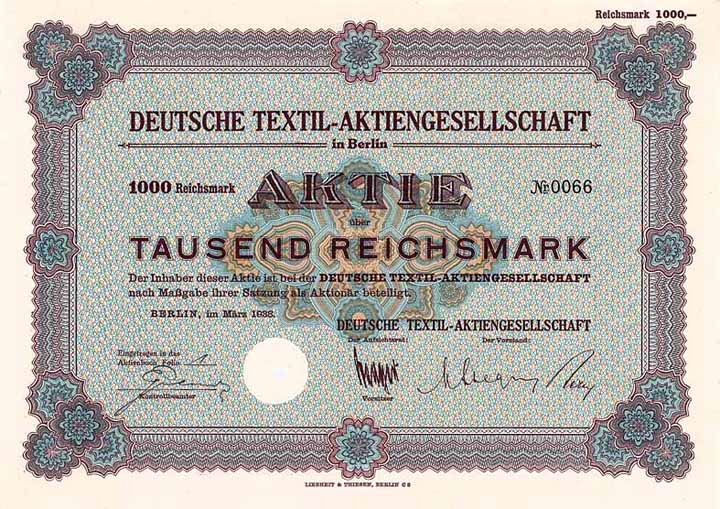 Reichsmark 1000,—
DEUTSCHE TEXTIL-AKTIENGESELLSCHAFT
in Berlin
1000 Reichsmark AKTIE № 0066
über
TAUSEND REICHSMARK
Der Inhaber dieser Aktie ist bei der DEUTSCHE TEXTIL-AKTIENGESELLSCHAFT
nach Maßgabe ihrer Satzung als Aktionär beteiligt.
BERLIN, im März 1938.
DEUTSCHE TEXTIL-AKTIENGESELLSCHAFT
Der Aufsichtsrat: Der Vorstand:
Eingetragen in das
Aktienbuch Folio 1
Vorsitzer
Kontrollbeamter
LIEBHEIT & THIESEN, BERLIN C 2